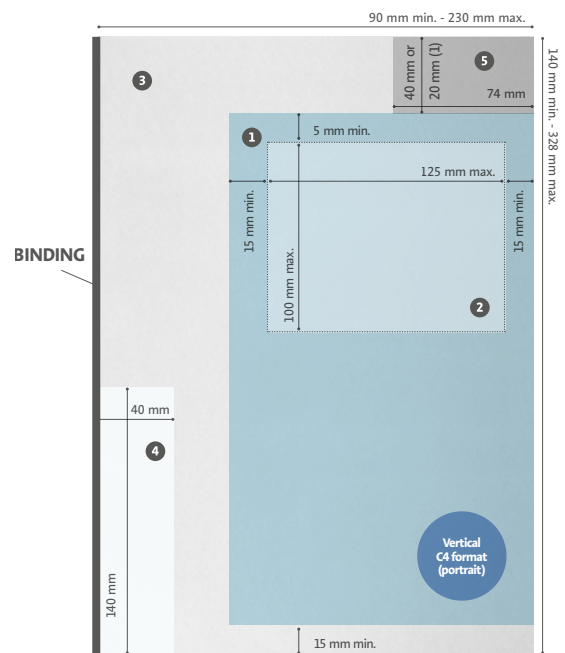 90 mm min. - 230 mm max.
3
40 mm or
20 mm (1)
5
74 mm
140 mm min. - 328 mm max.
1
5 mm min.
125 mm max.
15 mm min.
15 mm min.
BINDING
100 mm max.
2
40 mm
4
Vertical
C4 format
(portrait)
140 mm
15 mm min.